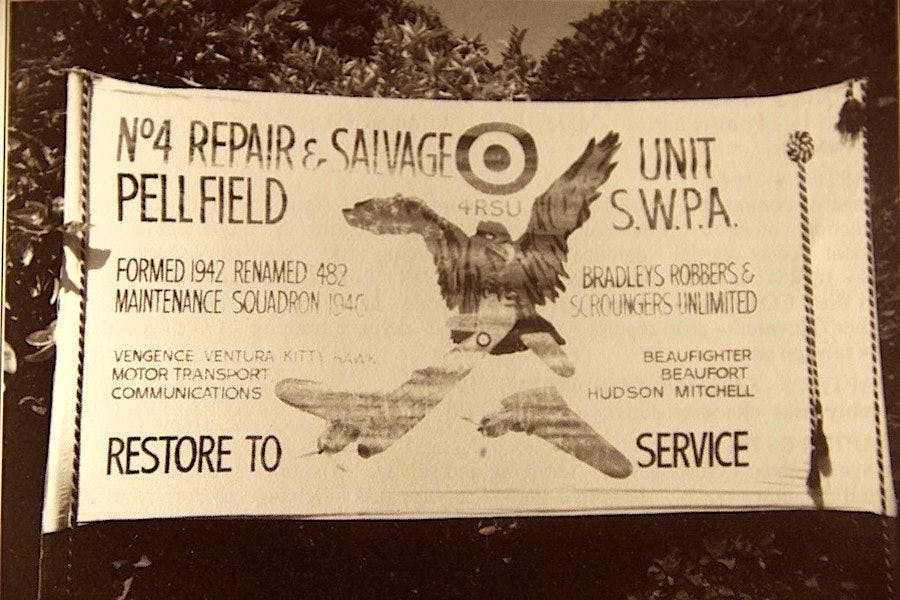 Nº4 REPAIR & SALVAGE UNIT
PELL FIELD S.W.P.A.
4RSU
FORMED 1942 RENAMED 482
MAINTENANCE SQUADRON 1946
BRADLEYS ROBBERS &
SCROUNGERS UNLIMITED
VENGENCE VENTURA KITTY HAWK
MOTOR TRANSPORT
COMMUNICATIONS
BEAUFIGHTER
BEAUFORT
HUDSON MITCHELL
RESTORE TO SERVICE